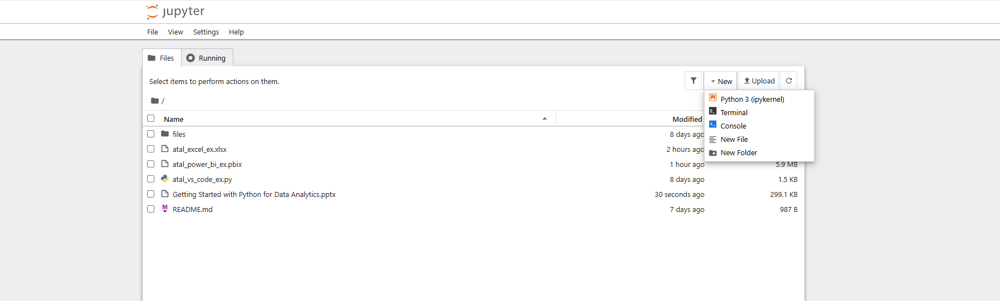 jupyter
File View Settings Help
Files Running
Select items to perform actions on them.
New Upload
/
Python 3 (ipykernel)
Terminal
Console
New File
New Folder
Name Modified
files 8 days ago
atal_excel_ex.xlsx 2 hours ago
atal_power_bi_ex.pbix 1 hour ago 5.9 MB
atal_vs_code_ex.py 8 days ago 1.5 KB
Getting Started with Python for Data Analytics.pptx 30 seconds ago 299.1 KB
README.md 7 days ago 987 B